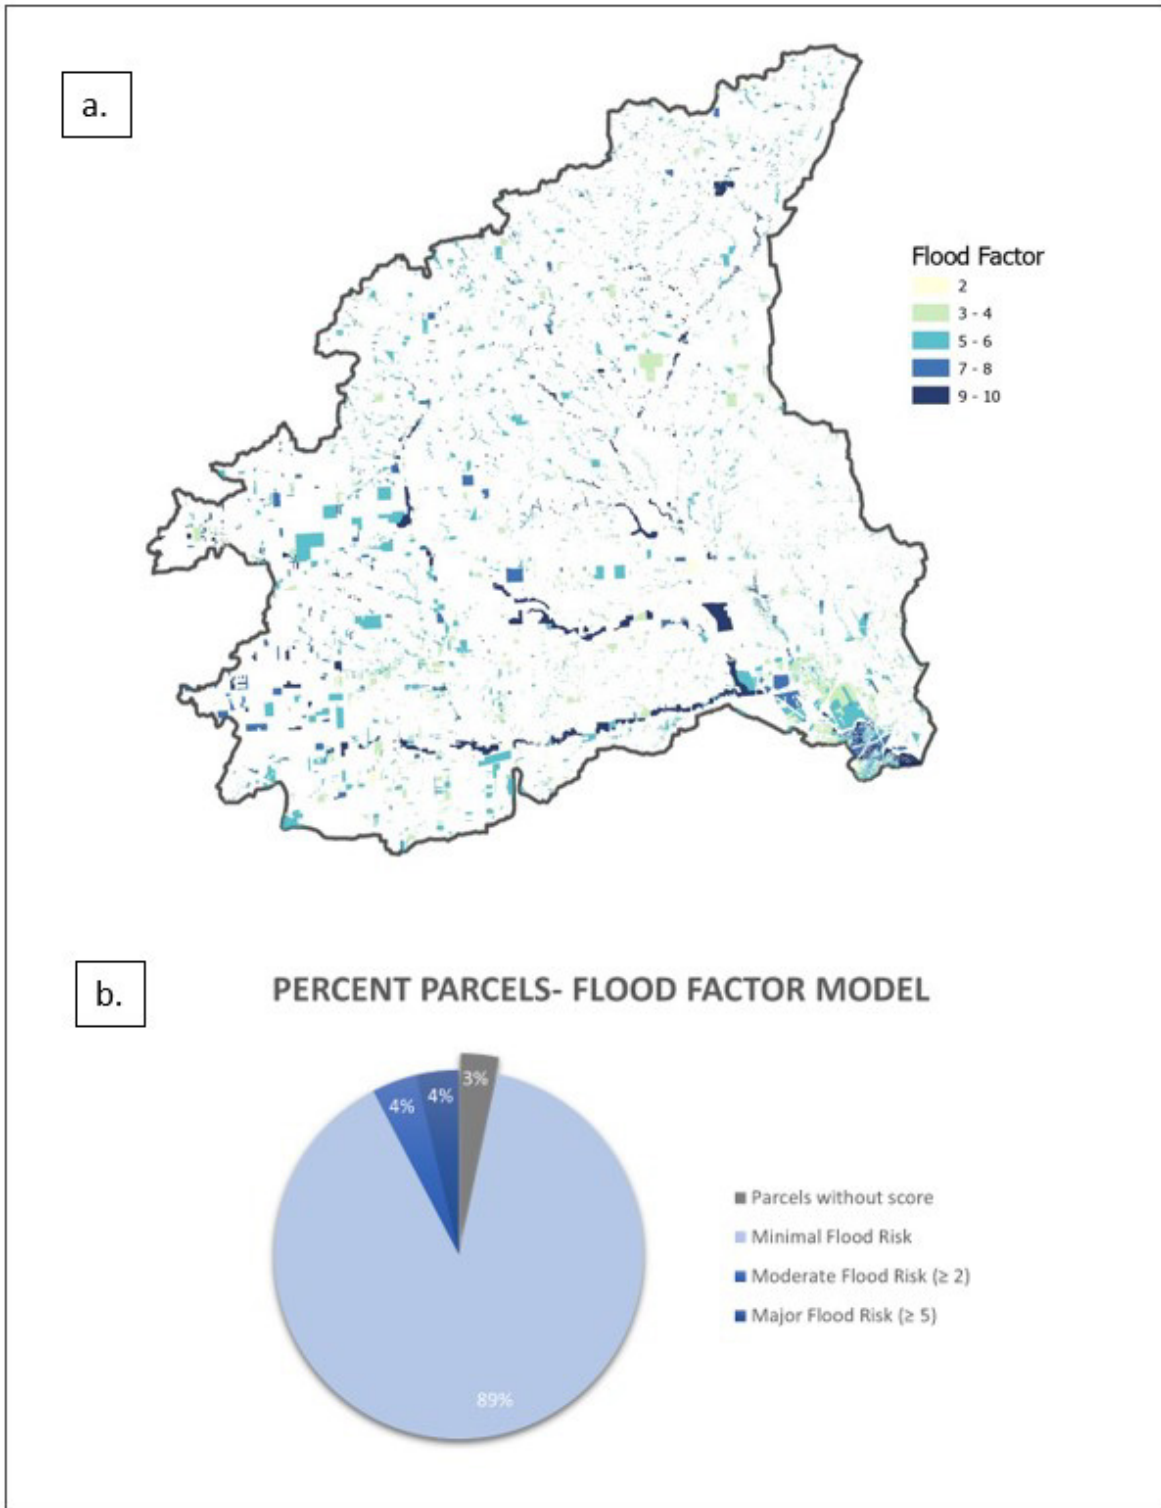 a.
Flood Factor
2
3 - 4
5 - 6
7 - 8
9 - 10
b.
PERCENT PARCELS- FLOOD FACTOR MODEL
3%
4%
4%
89%
Parcels without score
Minimal Flood Risk
Moderate Flood Risk (≥ 2)
Major Flood Risk (≥ 5)